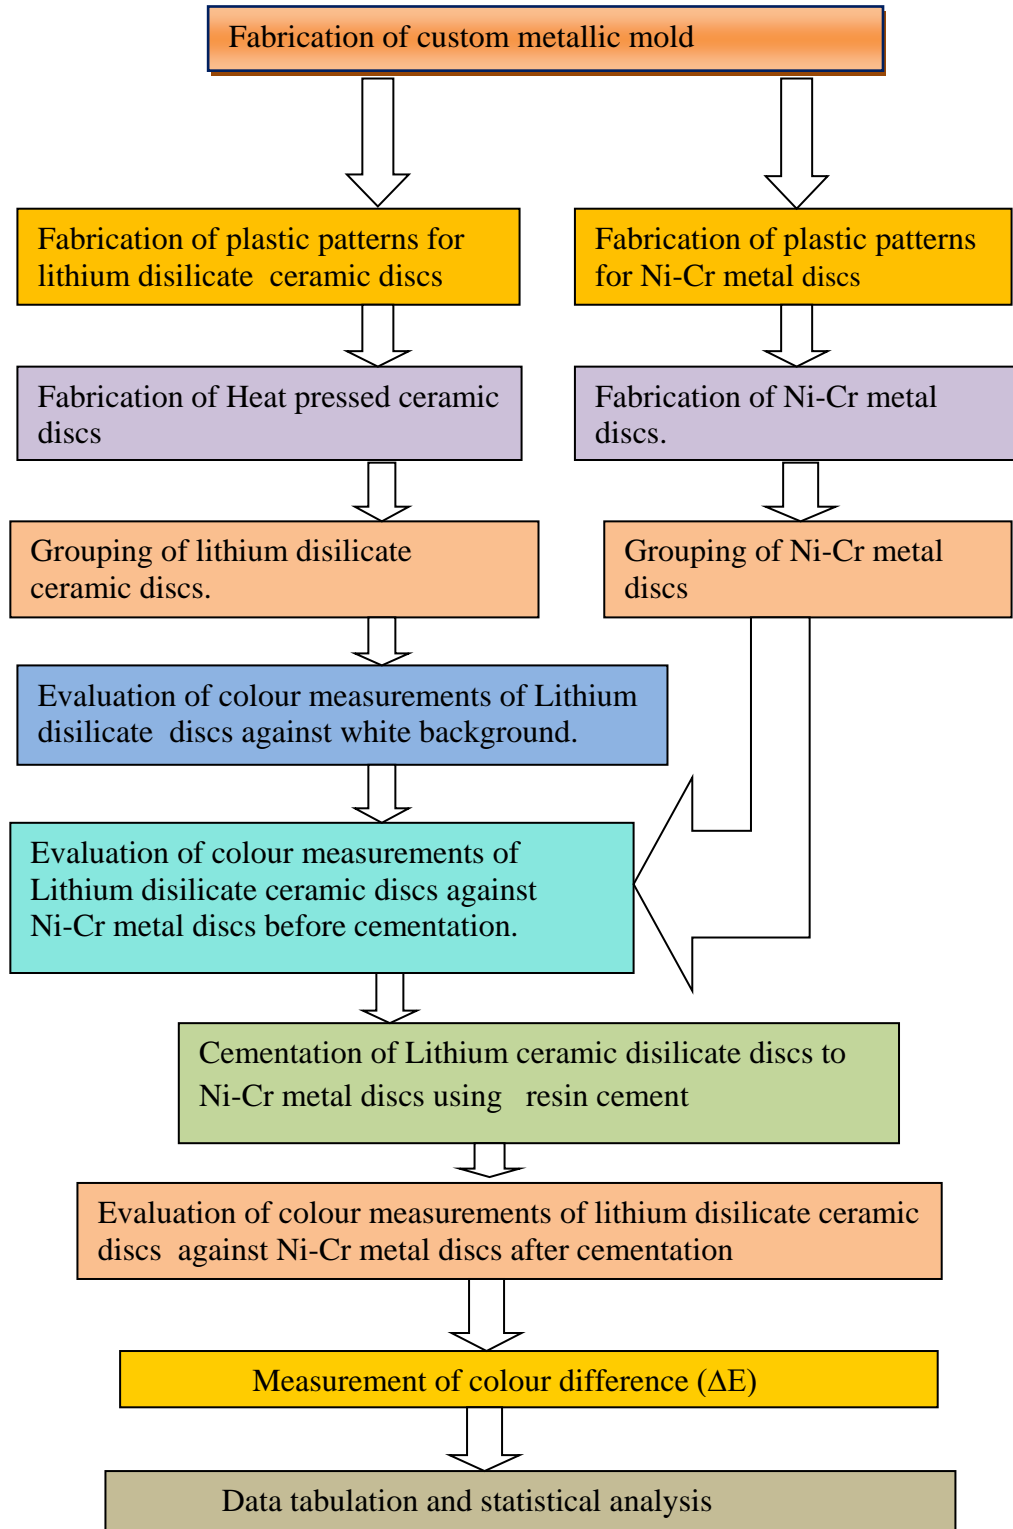 Fabrication of custom metallic mold
Fabrication of plastic patterns for
lithium disilicate  ceramic discs
Fabrication of plastic patterns
for Ni-Cr metal discs
Fabrication of Heat pressed ceramic
discs
Fabrication of Ni-Cr metal
discs.
Grouping of lithium disilicate
ceramic discs.
Grouping of Ni-Cr metal
discs
Evaluation of colour measurements of Lithium
disilicate  discs against white background.
Evaluation of colour measurements of
Lithium disilicate ceramic discs against
Ni-Cr metal discs before cementation.
Cementation of Lithium ceramic disilicate discs to
Ni-Cr metal discs using   resin cement
Evaluation of colour measurements of lithium disilicate ceramic
discs  against Ni-Cr metal discs after cementation
Measurement of colour difference (ΔE)
Data tabulation and statistical analysis